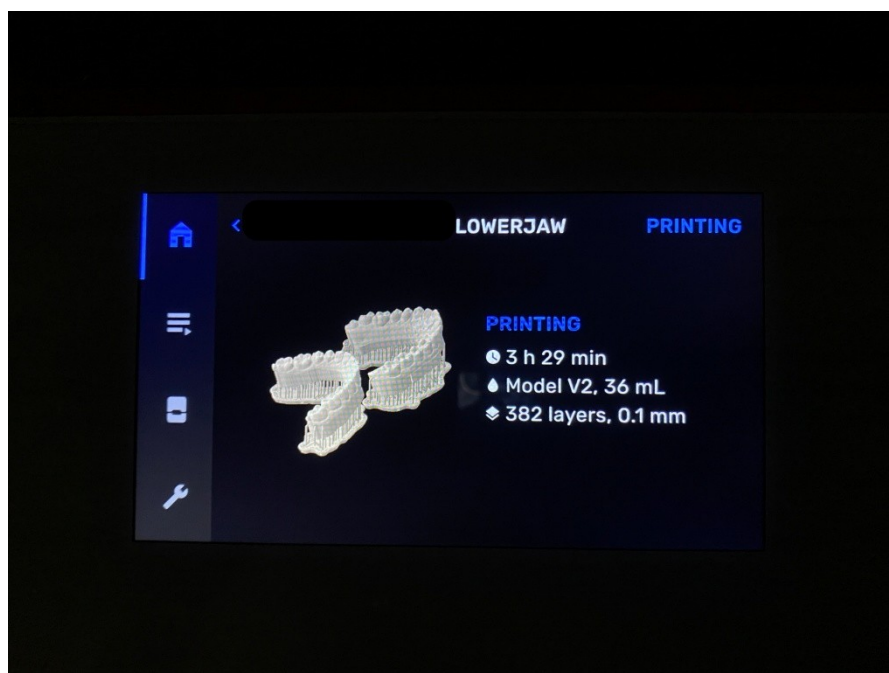 LOWERJAW
PRINTING
PRINTING
3 h 29 min
Model V2, 36 mL
382 layers, 0.1 mm